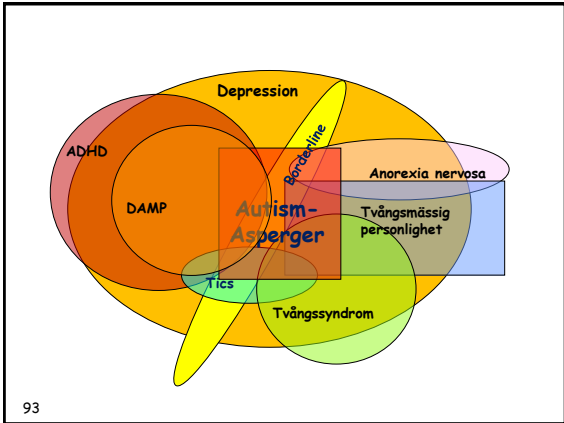 Depression
ADHD
Borderline
Anorexia nervosa
DAMP
Autism-
Asperger
Tvångsmässig
personlighet
Tics
Tvångssyndrom
93